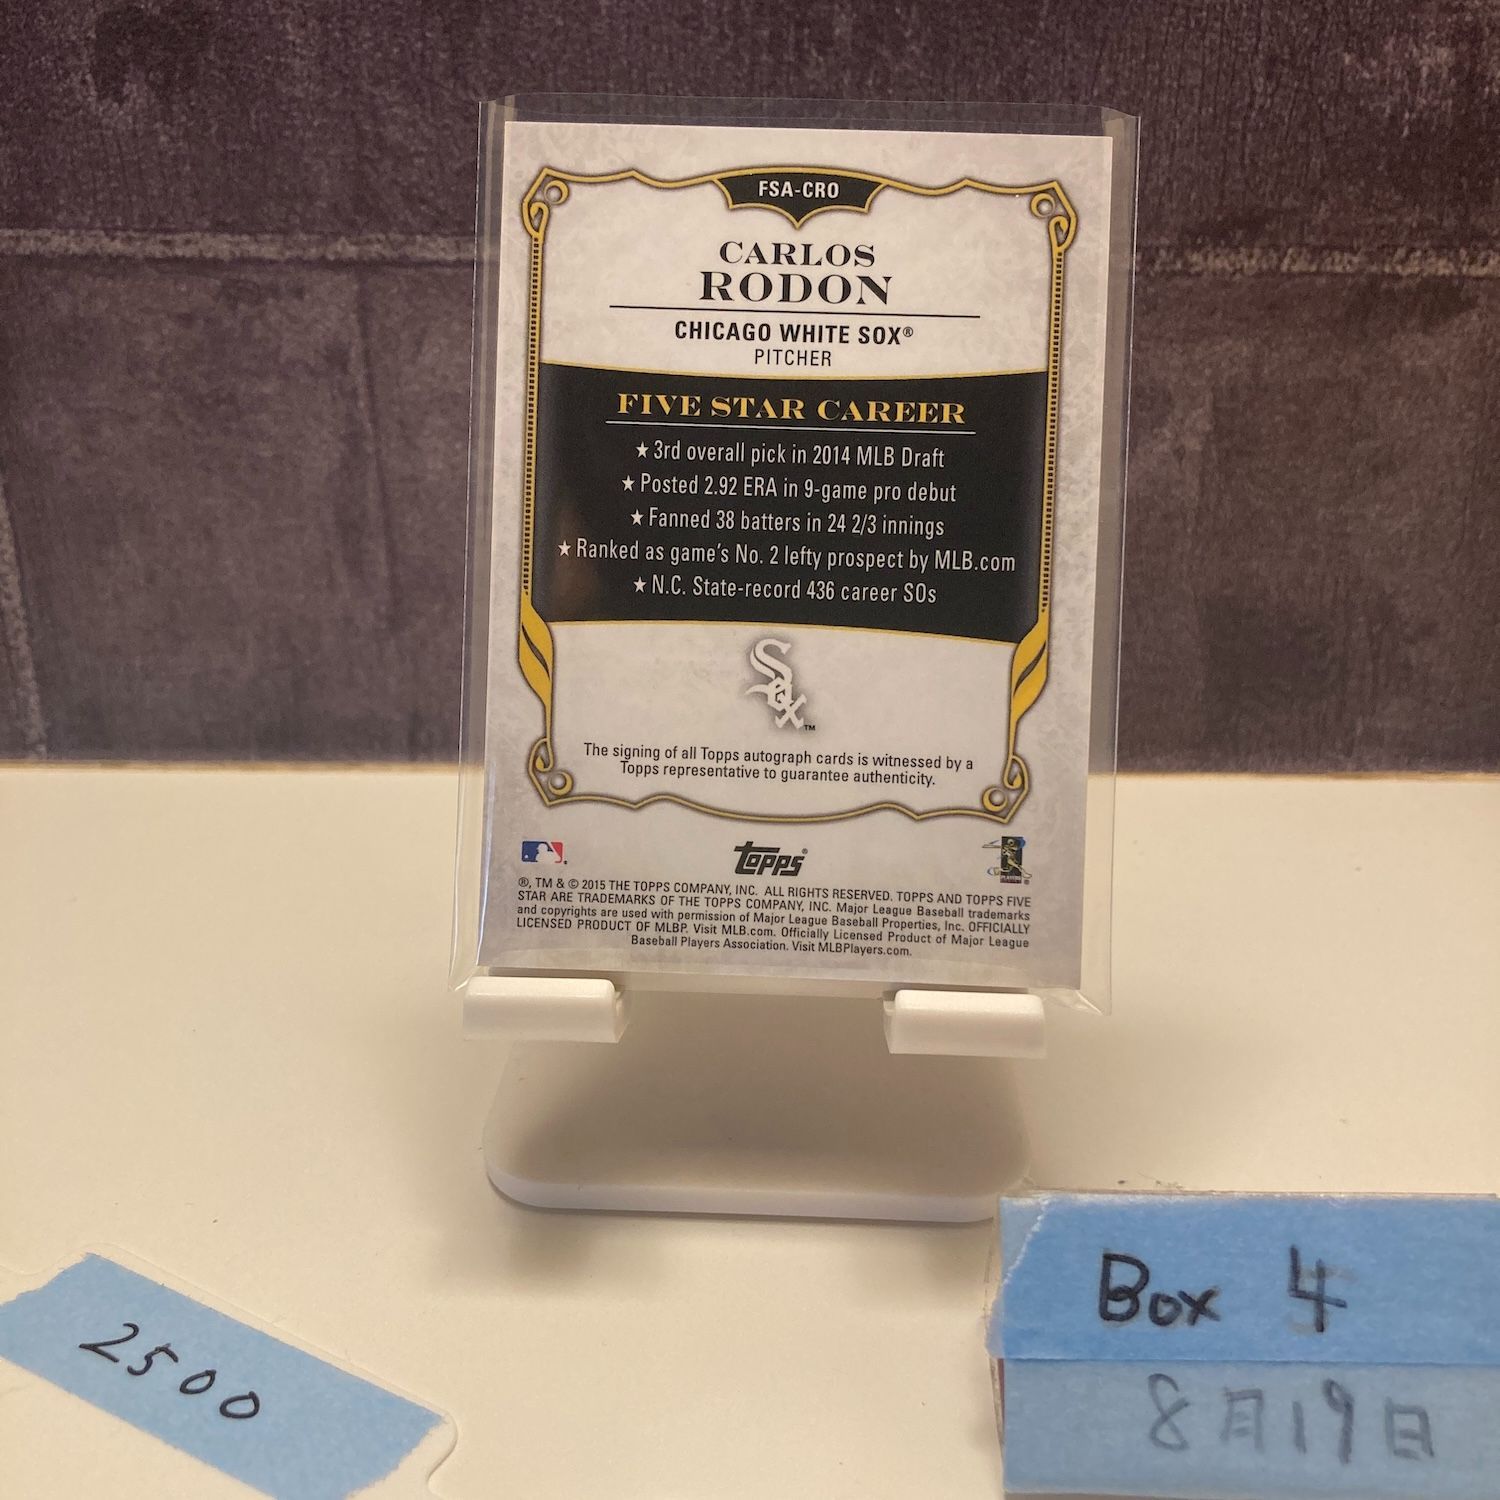 FSA-CRO
CARLOS
RODON
CHICAGO WHITE SOX®
PITCHER
FIVE STAR CAREER
★ 3rd overall pick in 2014 MLB Draft
★ Posted 2.92 ERA in 9-game pro debut
★ Fanned 38 batters in 24 2/3 innings
★ Ranked as game's No. 2 lefty prospect by MLB.com
★ N.C. State-record 436 career SOs
Sox™
The signing of all Topps autograph cards is witnessed by a
Topps representative to guarantee authenticity.
Topps®
®, TM & © 2015 THE TOPPS COMPANY, INC. ALL RIGHTS RESERVED. TOPPS AND TOPPS FIVE
STAR ARE TRADEMARKS OF THE TOPPS COMPANY, INC. Major League Baseball trademarks
and copyrights are used with permission of Major League Baseball Properties, Inc. OFFICIALLY
LICENSED PRODUCT OF MLBP. Visit MLB.com. Officially Licensed Product of Major League
Baseball Players Association. Visit MLBPlayers.com.
2500
Box 4
8月19日